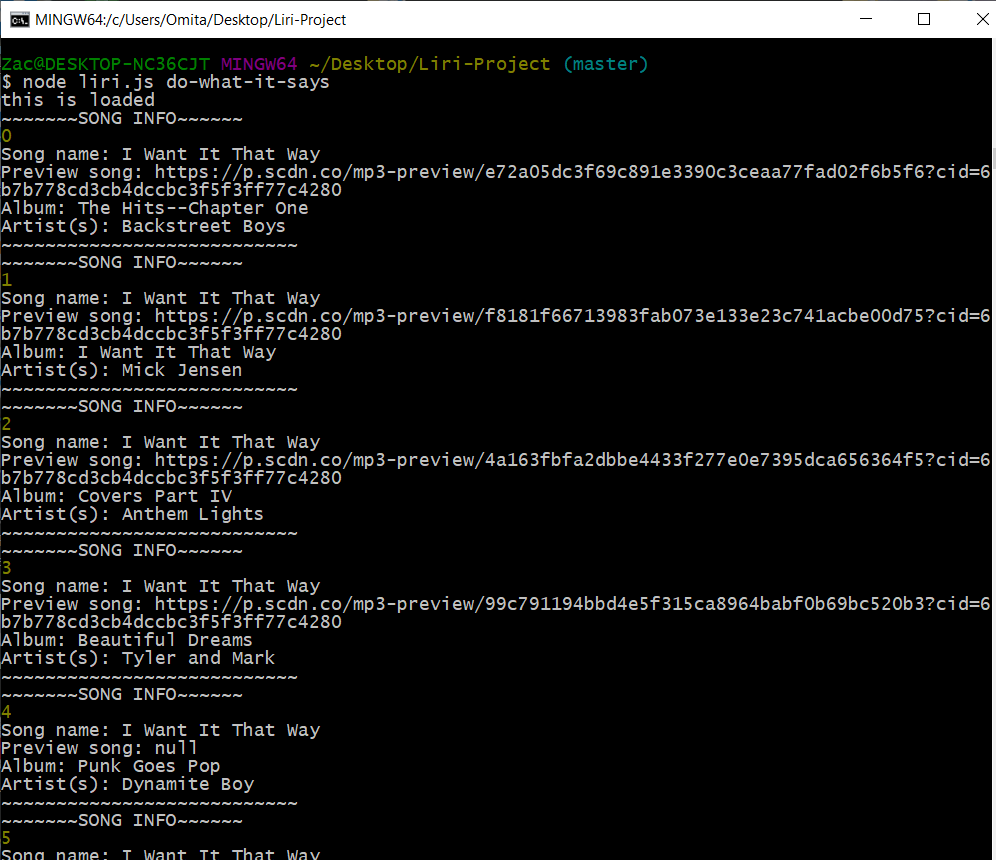 MINGW64:/c/Users/Omita/Desktop/Liri-Project
Zac@DESKTOP-NC36CJT MINGW64 ~/Desktop/Liri-Project (master)
$ node liri.js do-what-it-says
this is loaded
~~~~~~~SONG INFO~~~~~~
0
Song name: I Want It That Way
Preview song: https://p.scdn.co/mp3-preview/e72a05dc3f69c891e3390c3ceaa77fad02f6b5f6?cid=6
b7b778cd3cb4dccbc3f5f3ff77c4280
Album: The Hits--Chapter One
Artist(s): Backstreet Boys
~~~~~~~~~~~~~~~~~~~~~~~~~~~
~~~~~~~SONG INFO~~~~~~
1
Song name: I Want It That Way
Preview song: https://p.scdn.co/mp3-preview/f8181f66713983fab073e133e23c741acbe00d75?cid=6
b7b778cd3cb4dccbc3f5f3ff77c4280
Album: I Want It That Way
Artist(s): Mick Jensen
~~~~~~~~~~~~~~~~~~~~~~~~~~~
~~~~~~~SONG INFO~~~~~~
2
Song name: I Want It That Way
Preview song: https://p.scdn.co/mp3-preview/4a163fbfa2dbbe4433f277e0e7395dca656364f5?cid=6
b7b778cd3cb4dccbc3f5f3ff77c4280
Album: Covers Part IV
Artist(s): Anthem Lights
~~~~~~~~~~~~~~~~~~~~~~~~~~~
~~~~~~~SONG INFO~~~~~~
3
Song name: I Want It That Way
Preview song: https://p.scdn.co/mp3-preview/99c791194bbd4e5f315ca8964babf0b69bc520b3?cid=6
b7b778cd3cb4dccbc3f5f3ff77c4280
Album: Beautiful Dreams
Artist(s): Tyler and Mark
~~~~~~~~~~~~~~~~~~~~~~~~~~~
~~~~~~~SONG INFO~~~~~~
4
Song name: I Want It That Way
Preview song: null
Album: Punk Goes Pop
Artist(s): Dynamite Boy
~~~~~~~~~~~~~~~~~~~~~~~~~~~
~~~~~~~SONG INFO~~~~~~
5
Song name: I Want It That Way